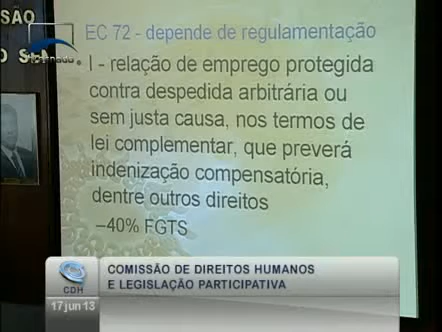 SÃO
EC 72 - depende de regulamentação
I - relação de emprego protegida
contra despedida arbitrária ou
sem justa causa, nos termos de
lei complementar, que preverá
indenização compensatória,
dentre outros direitos
–40% FGTS
CDH
COMISSÃO DE DIREITOS HUMANOS
E LEGISLAÇÃO PARTICIPATIVA
17 jun 13